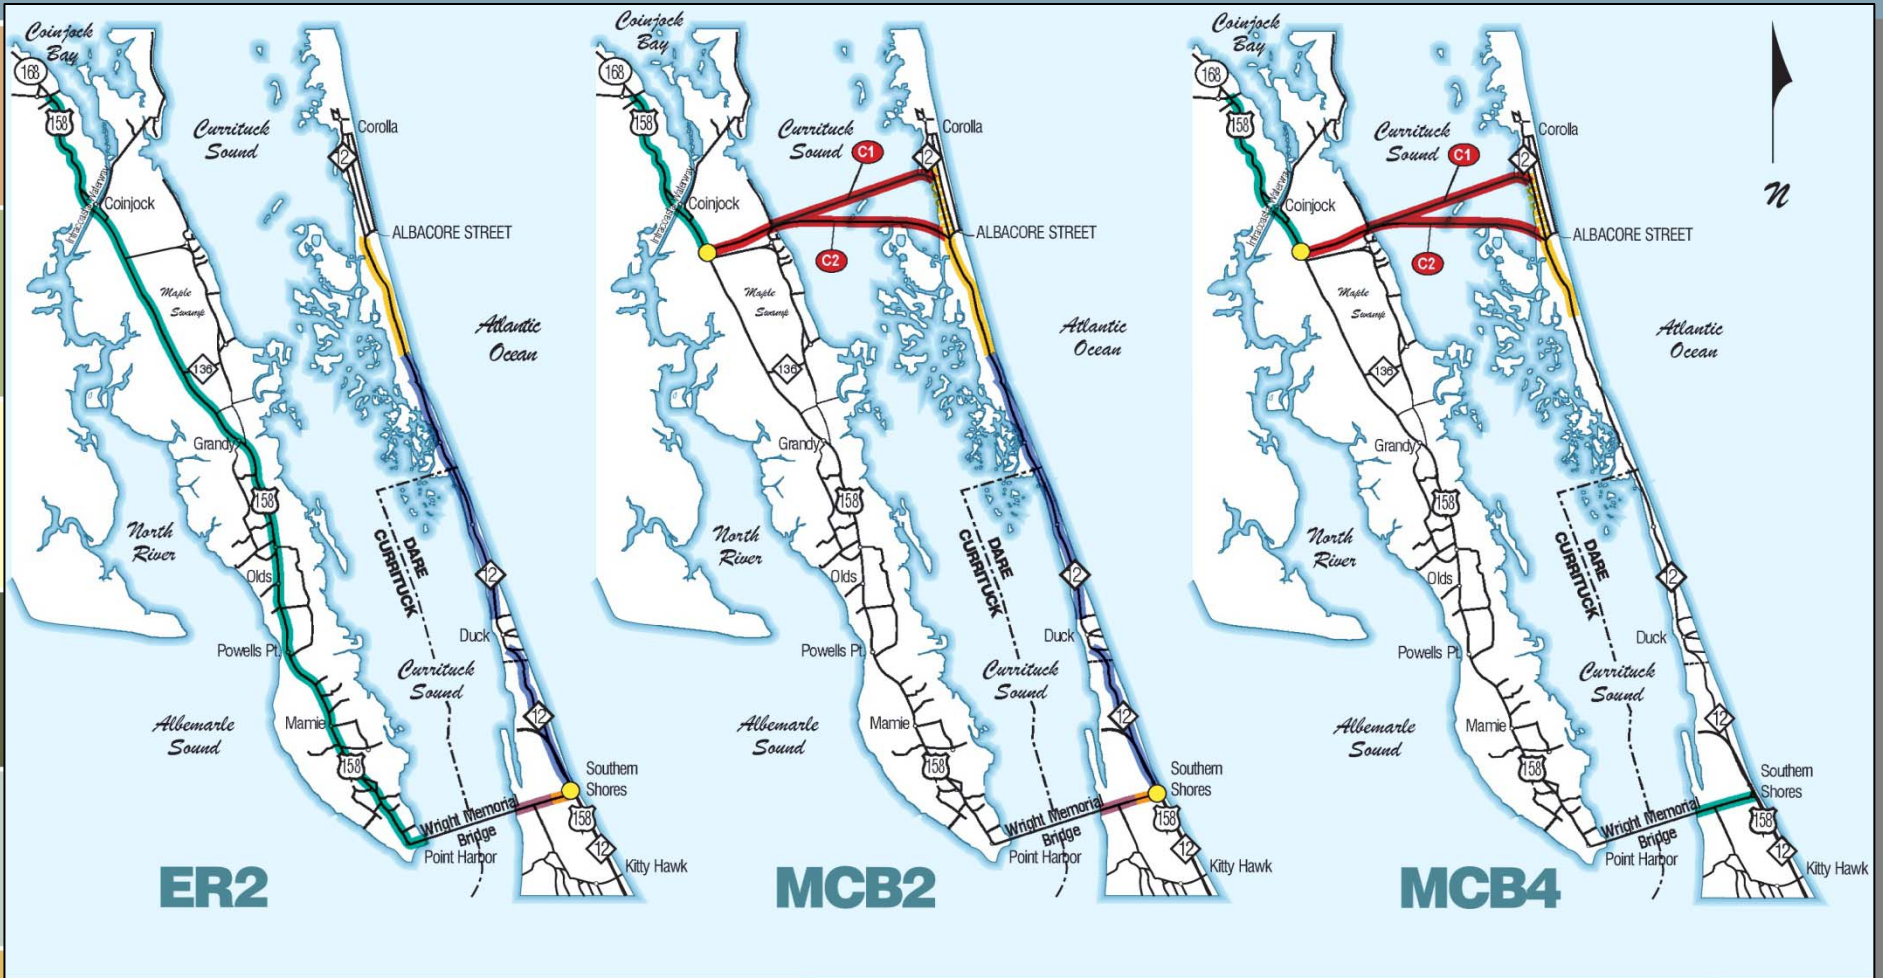 Coinjock
Bay
168
158
Currituck
Sound
Corolla
12
Intracoastal Waterway
Coinjock
ALBACORE STREET
Maple
Swamp
Atlantic
Ocean
136
Grandy
158
North
River
DARE
CURRITUCK
Olds
12
Duck
Powells Pt.
Currituck
Sound
Albemarle
Sound
Mamie
12
158
Southern
Shores
Wright Memorial
Bridge
158
Point Harbor
12
Kitty Hawk
ER2
Coinjock
Bay
168
158
Currituck
Sound
C1
Corolla
12
Intracoastal Waterway
Coinjock
ALBACORE STREET
C2
Maple
Swamp
Atlantic
Ocean
136
Grandy
158
North
River
DARE
CURRITUCK
Olds
12
Duck
Powells Pt.
Currituck
Sound
Albemarle
Sound
Mamie
12
158
Southern
Shores
Wright Memorial
Bridge
158
Point Harbor
12
Kitty Hawk
MCB2
Coinjock
Bay
168
158
Currituck
Sound
C1
Corolla
12
Intracoastal Waterway
Coinjock
ALBACORE STREET
C2
Maple
Swamp
Atlantic
Ocean
136
Grandy
158
North
River
DARE
CURRITUCK
Olds
12
Duck
Powells Pt.
Currituck
Sound
Albemarle
Sound
Mamie
12
158
Southern
Shores
Wright Memorial
Bridge
158
Point Harbor
12
Kitty Hawk
MCB4
N